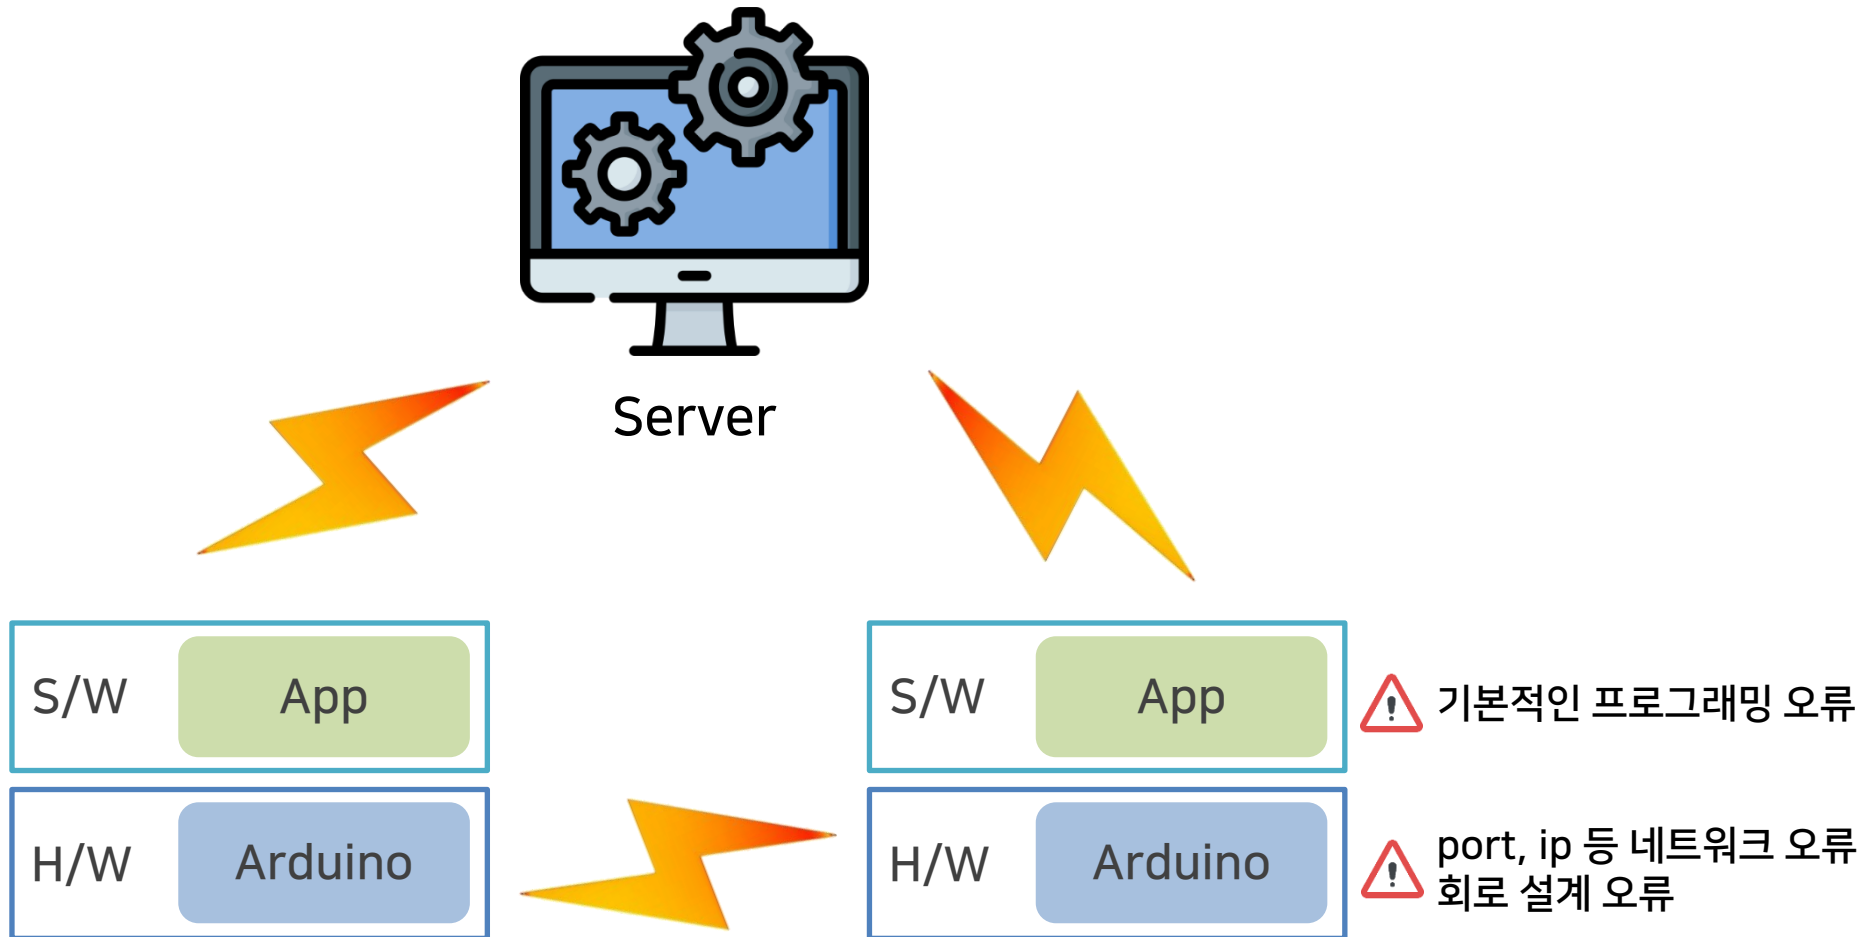 Server
S/W
App
S/W
App
기본적인 프로그래밍 오류
H/W
Arduino
H/W
Arduino
port, ip 등 네트워크 오류
회로 설계 오류